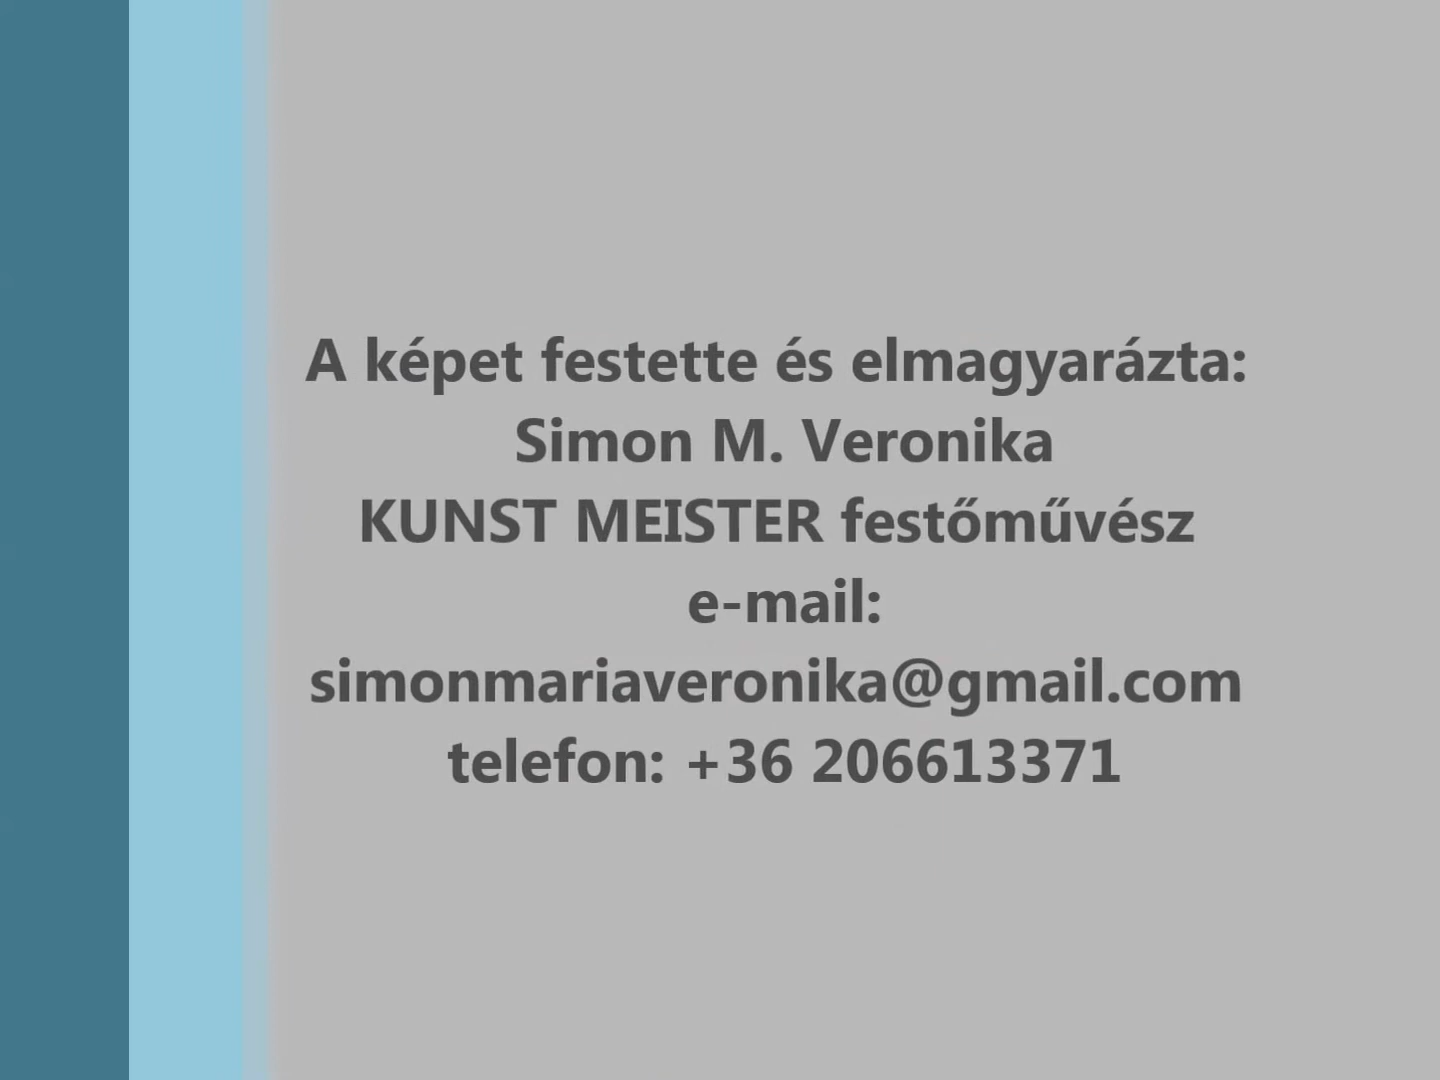 A képet festette és elmagyarázta:
Simon M. Veronika
KUNST MEISTER festőművész
e-mail:
simonmariaveronika@gmail.com
telefon: +36 206613371